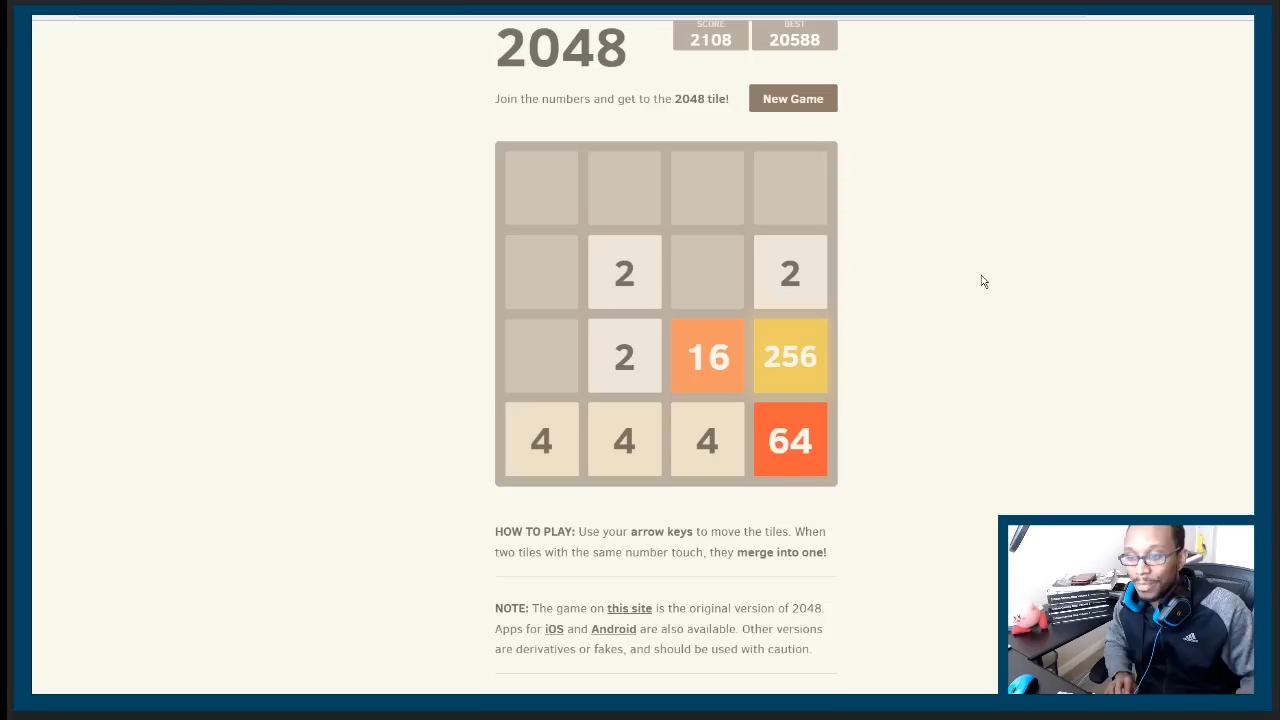 SCORE BEST
2048 2108 20588
Join the numbers and get to the 2048 tile! New Game
2 2
2 16 256
4 4 4 64
HOW TO PLAY: Use your arrow keys to move the tiles. When
two tiles with the same number touch, they merge into one!
NOTE: The game on this site is the original version of 2048.
Apps for iOS and Android are also available. Other versions
are derivatives or fakes, and should be used with caution.
adidas